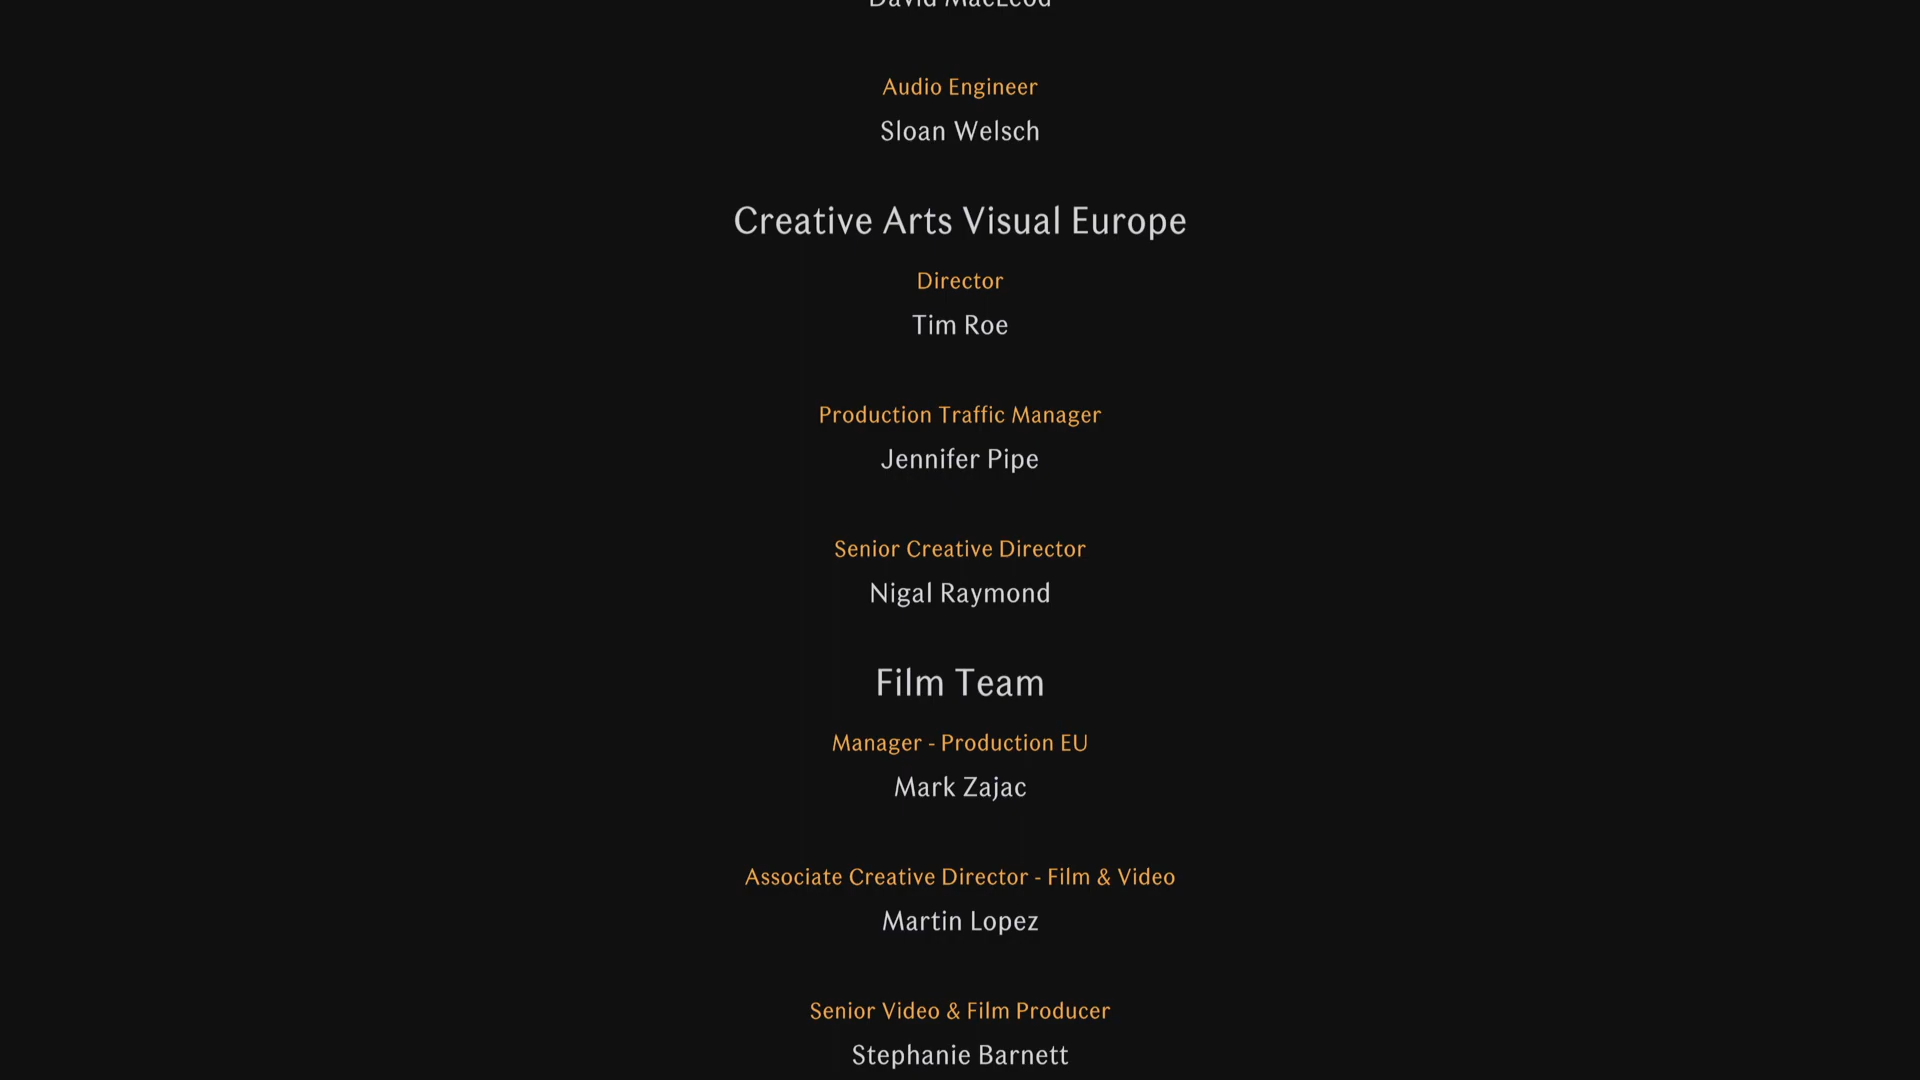 David MacLeod
Audio Engineer
Sloan Welsch
Creative Arts Visual Europe
Director
Tim Roe
Production Traffic Manager
Jennifer Pipe
Senior Creative Director
Nigal Raymond
Film Team
Manager - Production EU
Mark Zajac
Associate Creative Director - Film & Video
Martin Lopez
Senior Video & Film Producer
Stephanie Barnett